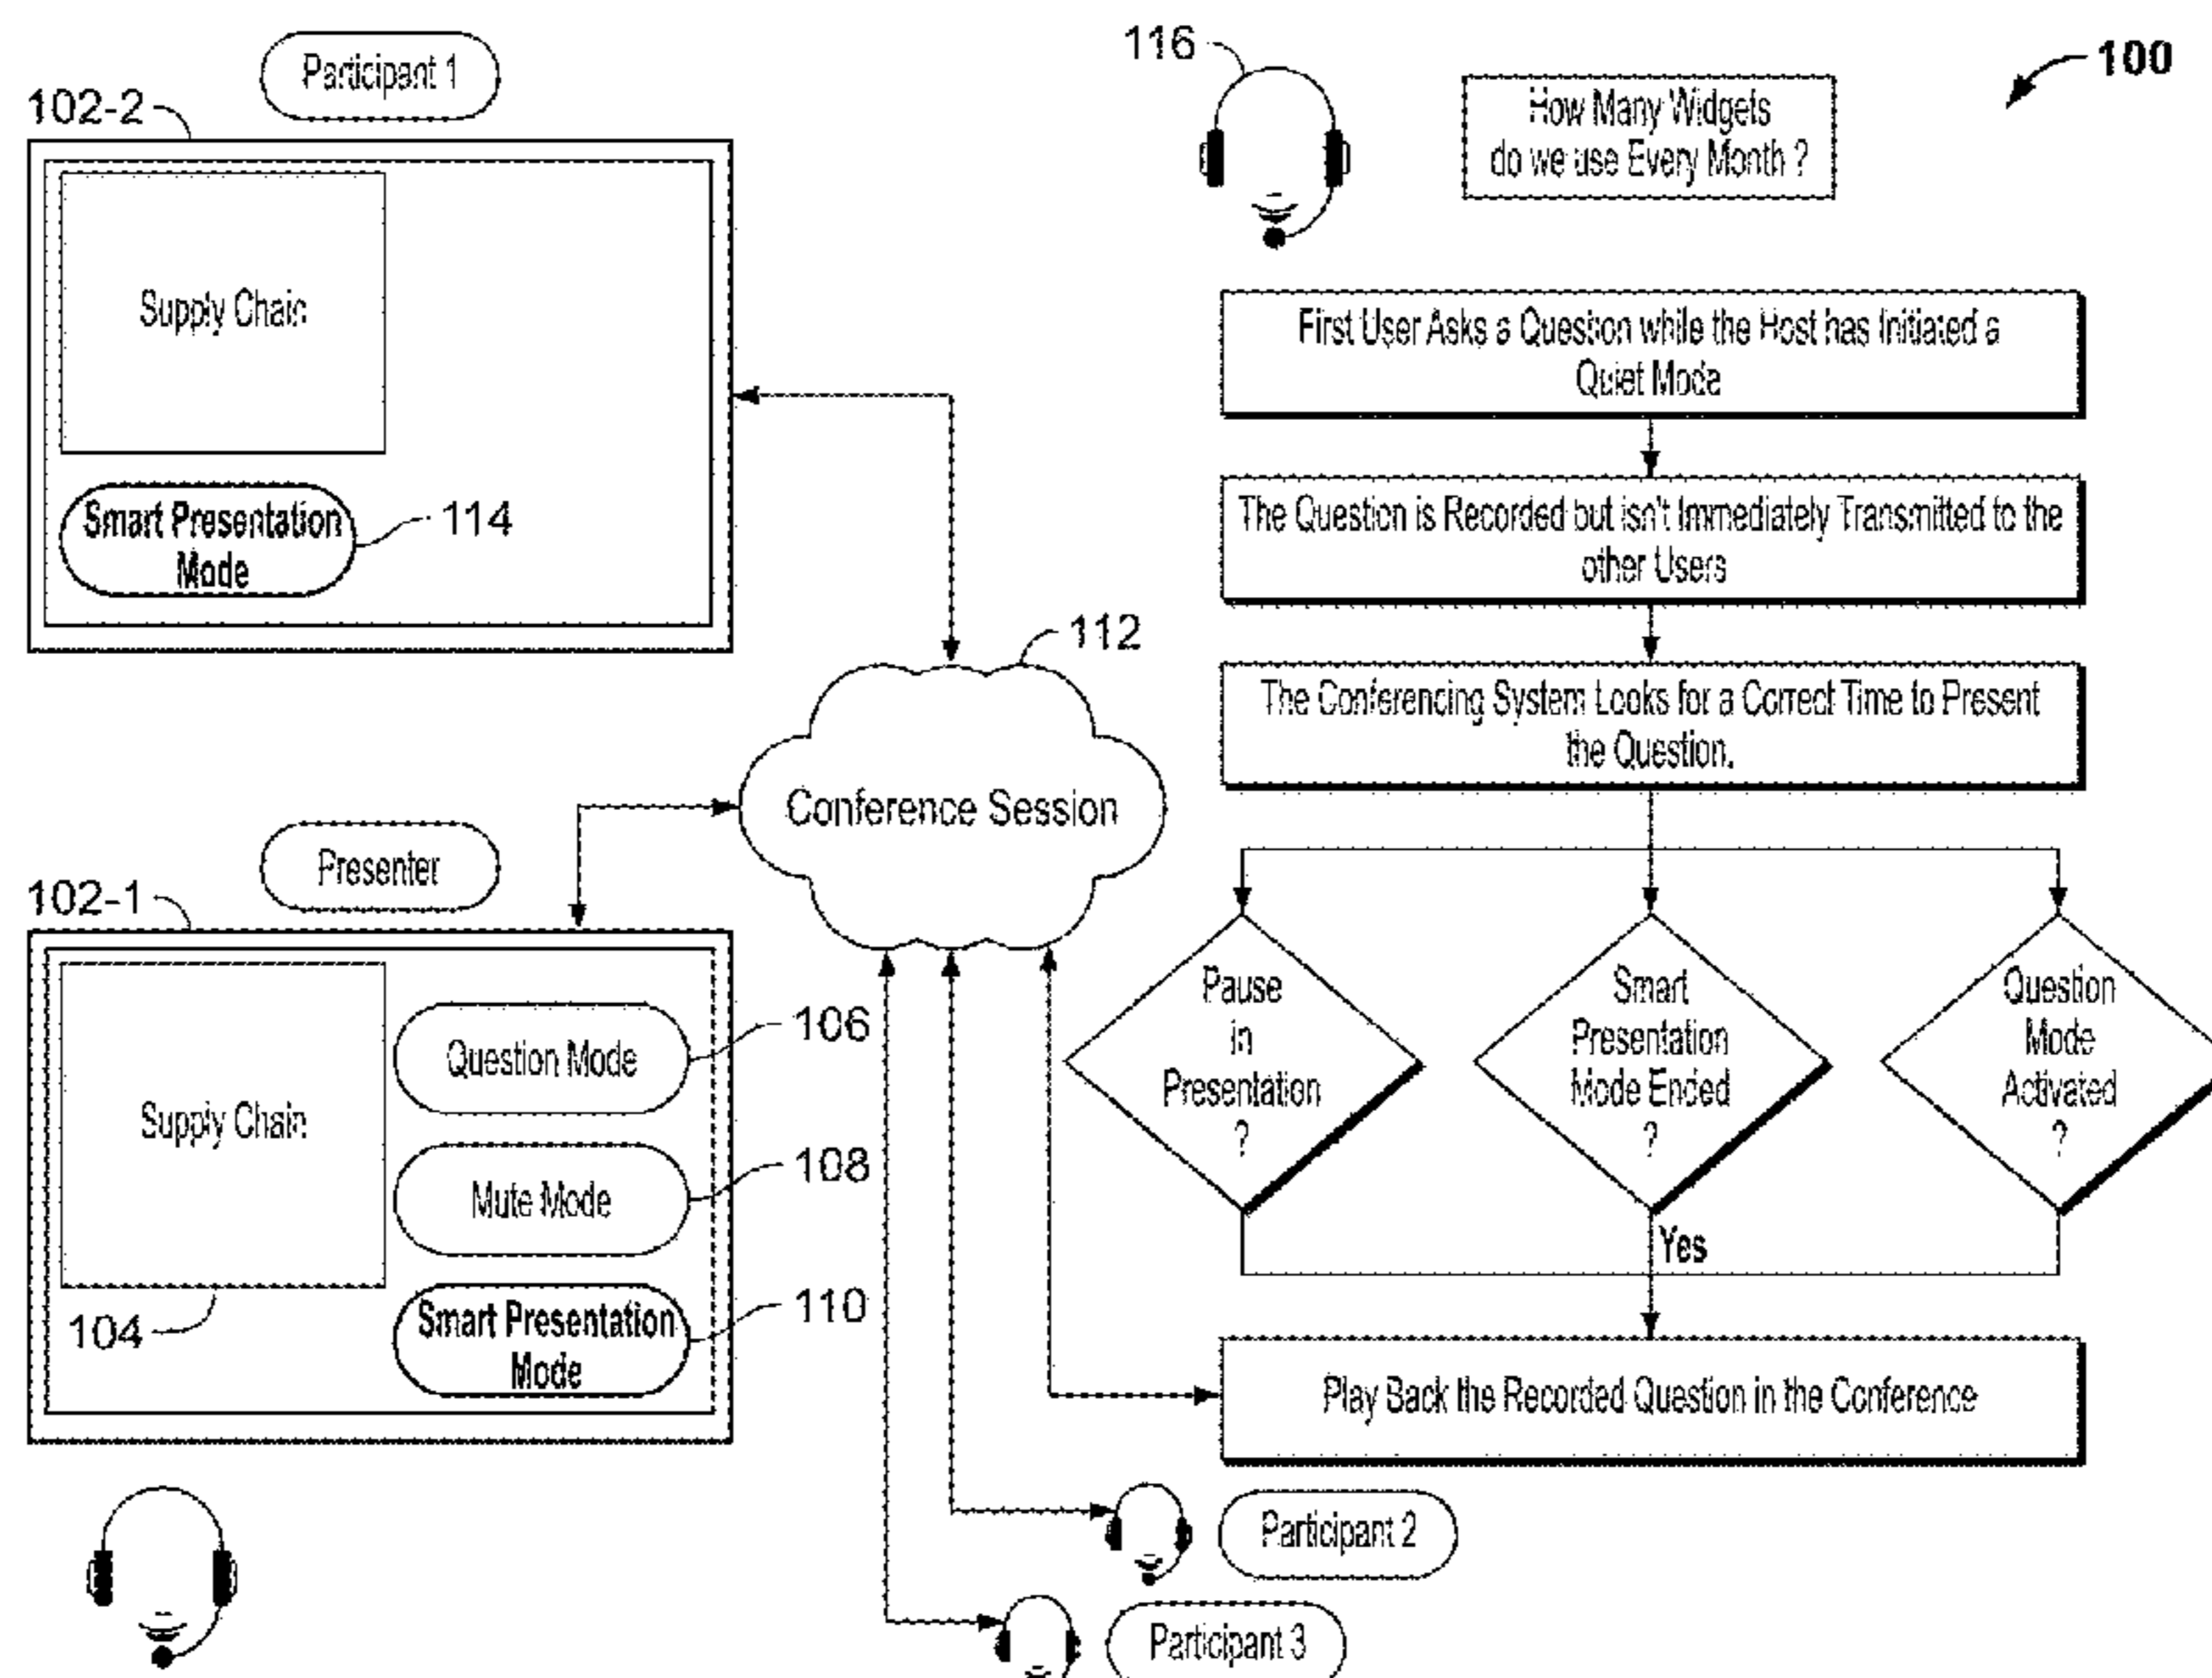 Participant 1
102-2
Supply Chain
Smart Presentation
Mode
114
116
How Many Widgets
do we use Every Month ?
100
First User Asks a Question while the Host has Initiated a
Quiet Mode
The Question is Recorded but isn't Immediately Transmitted to the
other Users
The Conferencing System Looks for a Correct Time to Present
the Question.
112
Conference Session
Presenter
102-1
Supply Chain
104
Question Mode
106
Mute Mode
108
Smart Presentation
Mode
110
Pause
in
Presentation
?
Smart
Presentation
Mode Ended
?
Question
Mode
Activated
?
Yes
Play Back the Recorded Question in the Conference
Participant 2
Participant 3